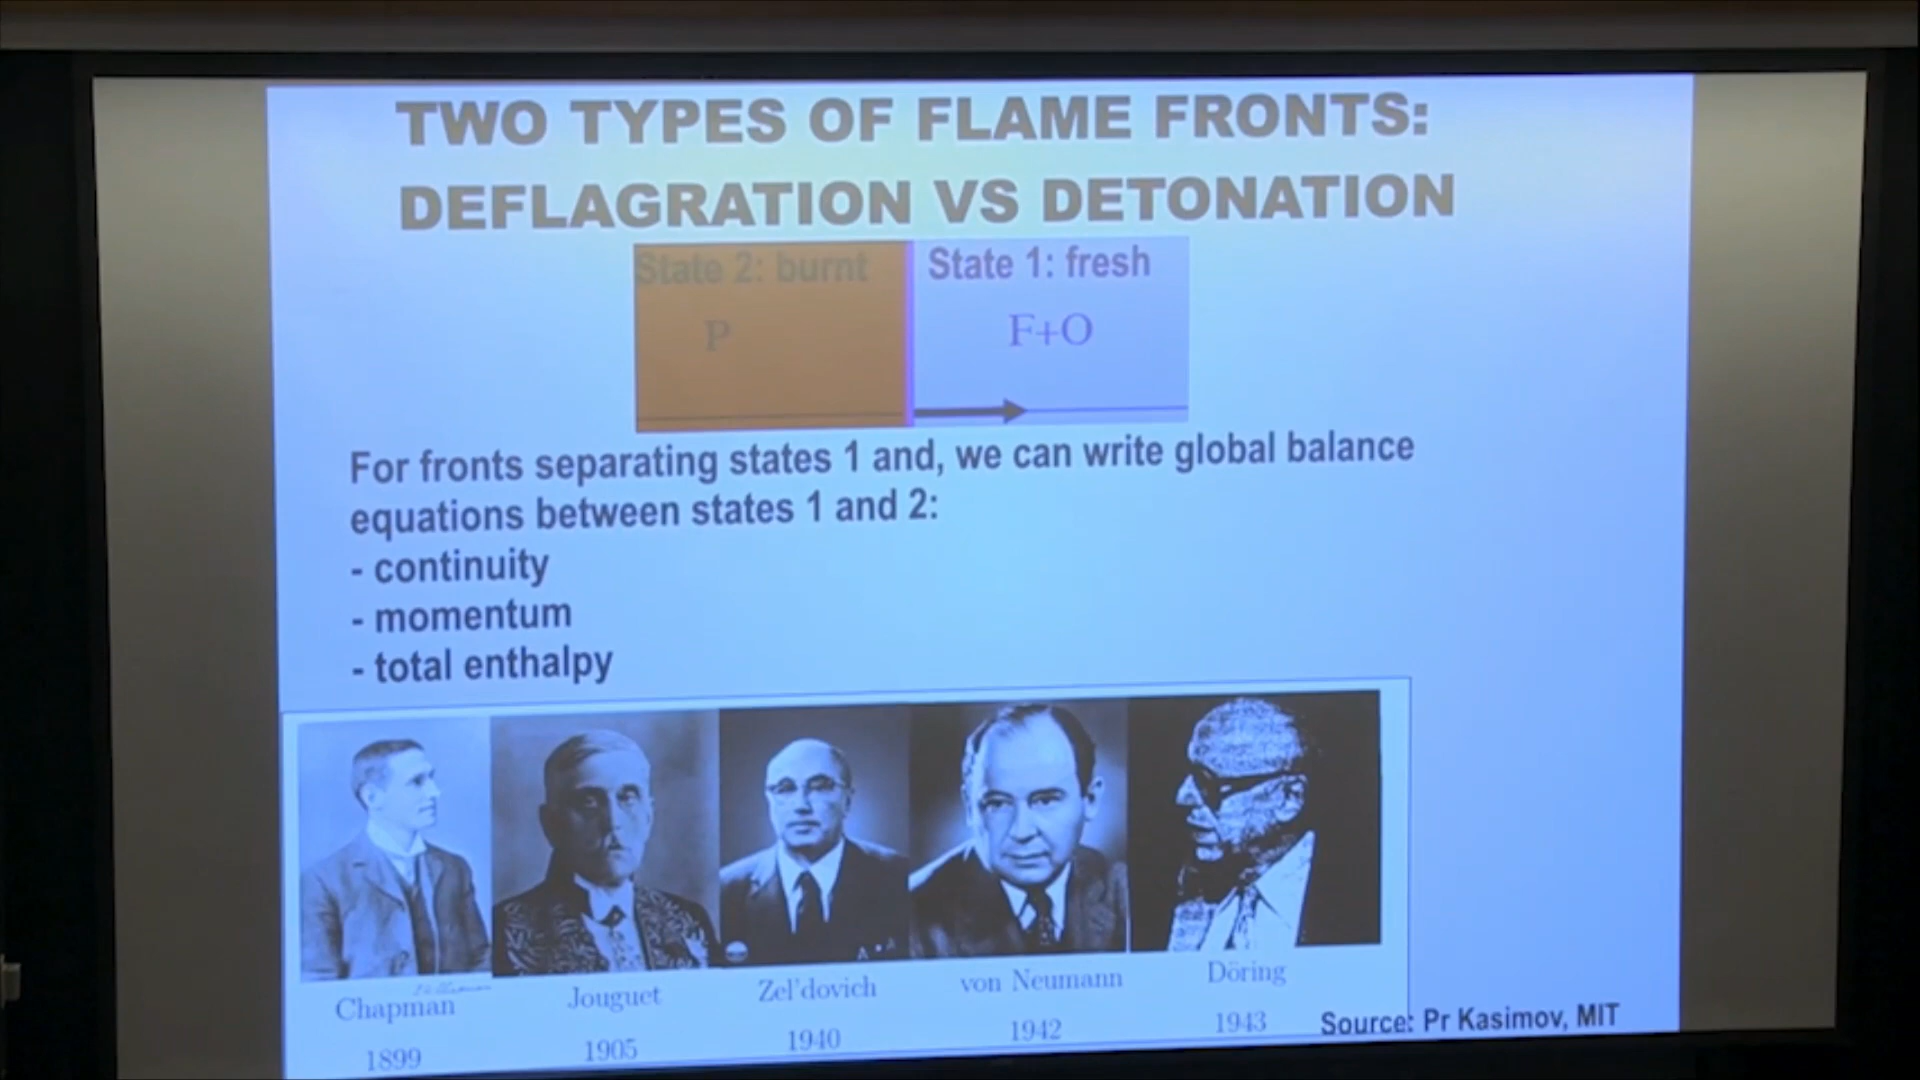 TWO TYPES OF FLAME FRONTS:
DEFLAGRATION VS DETONATION
State 2: burnt
State 1: fresh
P
F+O
For fronts separating states 1 and, we can write global balance
equations between states 1 and 2:
- continuity
- momentum
- total enthalpy
Chapman
Jouguet
Zel'dovich
von Neumann
Döring
1899
1905
1940
1942
1943
Source: Pr Kasimov, MIT